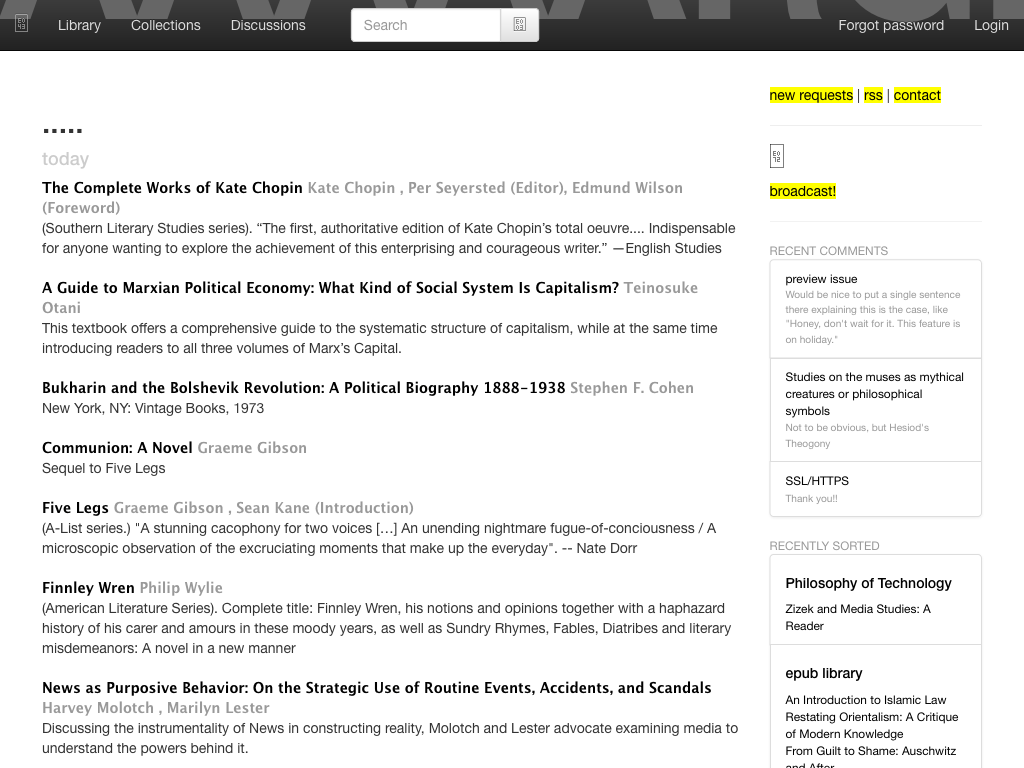 Library Collections Discussions Search Forgot password Login
new requests | rss | contact
.....
today
The Complete Works of Kate Chopin Kate Chopin , Per Seyersted (Editor), Edmund Wilson
(Foreword)
(Southern Literary Studies series). “The first, authoritative edition of Kate Chopin’s total oeuvre.... Indispensable
for anyone wanting to explore the achievement of this enterprising and courageous writer.” —English Studies
A Guide to Marxian Political Economy: What Kind of Social System Is Capitalism? Teinosuke
Otani
This textbook offers a comprehensive guide to the systematic structure of capitalism, while at the same time
introducing readers to all three volumes of Marx’s Capital.
Bukharin and the Bolshevik Revolution: A Political Biography 1888-1938 Stephen F. Cohen
New York, NY: Vintage Books, 1973
Communion: A Novel Graeme Gibson
Sequel to Five Legs
Five Legs Graeme Gibson , Sean Kane (Introduction)
(A-List series.) "A stunning cacophony for two voices […] An unending nightmare fugue-of-conciousness / A
microscopic observation of the excruciating moments that make up the everyday". -- Nate Dorr
Finnley Wren Philip Wylie
(American Literature Series). Complete title: Finnley Wren, his notions and opinions together with a haphazard
history of his carer and amours in these moody years, as well as Sundry Rhymes, Fables, Diatribes and literary
misdemeanors: A novel in a new manner
News as Purposive Behavior: On the Strategic Use of Routine Events, Accidents, and Scandals
Harvey Molotch , Marilyn Lester
Discussing the instrumentality of News in constructing reality, Molotch and Lester advocate examining media to
understand the powers behind it.
broadcast!
RECENT COMMENTS
preview issue
Would be nice to put a single sentence
there explaining this is the case, like
"Honey, don't wait for it. This feature is
on holiday."
Studies on the muses as mythical
creatures or philosophical
symbols
Not to be obvious, but Hesiod's
Theogony
SSL/HTTPS
Thank you!!
RECENTLY SORTED
Philosophy of Technology
Zizek and Media Studies: A
Reader
epub library
An Introduction to Islamic Law
Restating Orientalism: A Critique
of Modern Knowledge
From Guilt to Shame: Auschwitz
and After